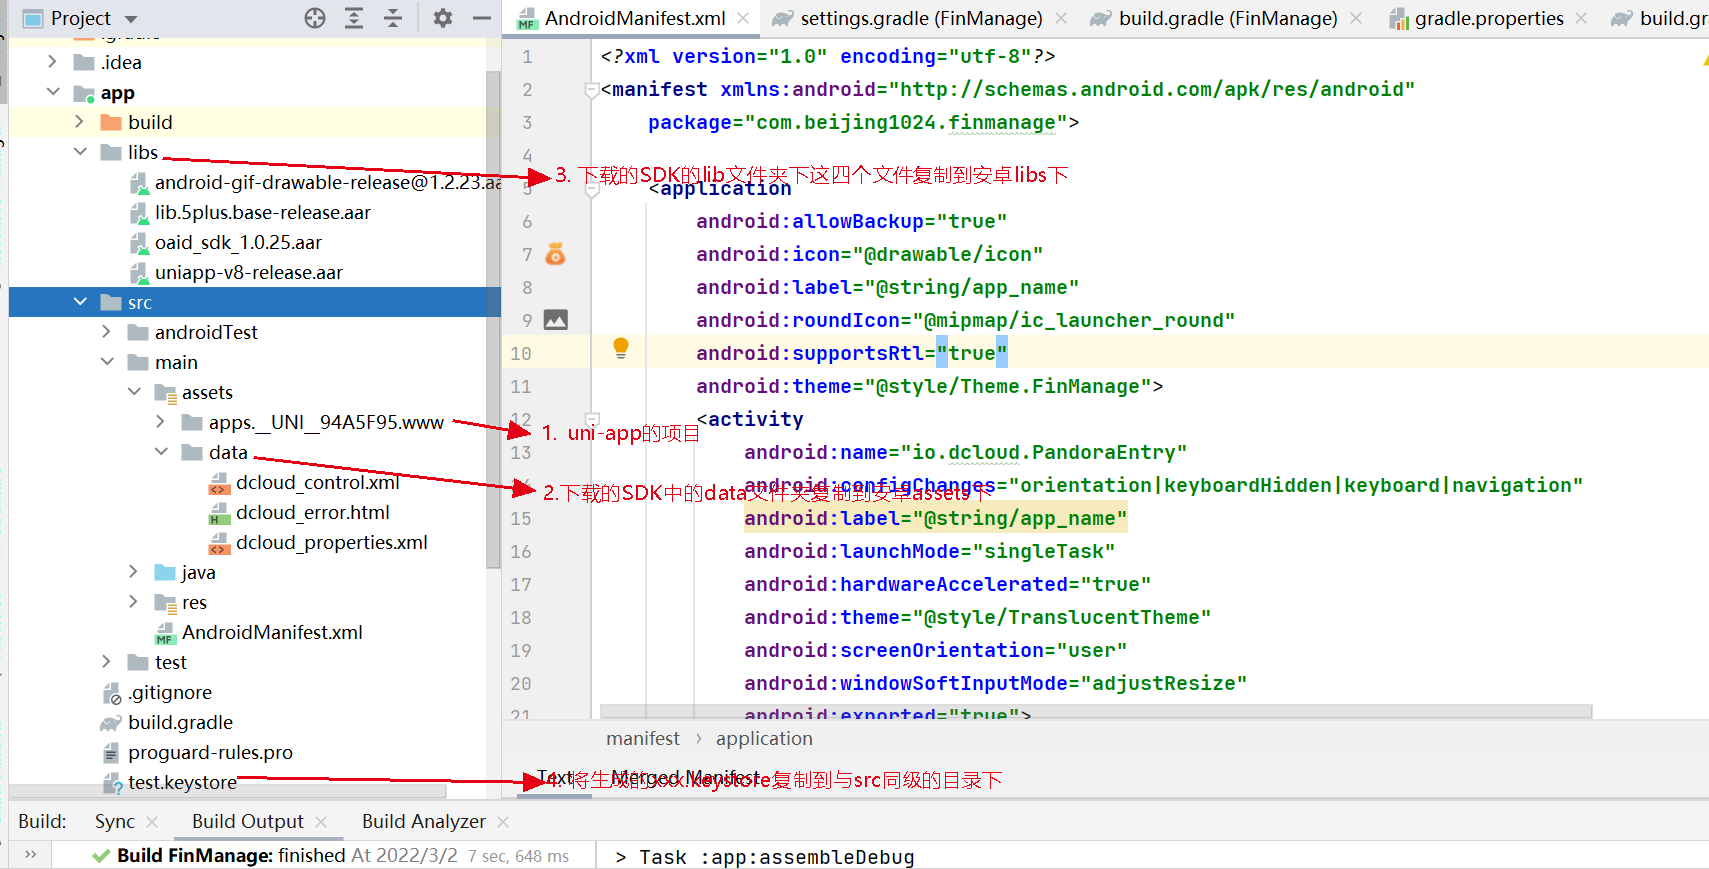 Project
AndroidManifest.xml
settings.gradle (FinManage)
build.gradle (FinManage)
gradle.properties
build.gr
.gradle
.idea
app
build
libs
android-gif-drawable-release@1.2.23.aa
lib.5plus.base-release.aar
oaid_sdk_1.0.25.aar
uniapp-v8-release.aar
src
androidTest
main
assets
apps.__UNI__94A5F95.www
data
dcloud_control.xml
dcloud_error.html
dcloud_properties.xml
java
res
AndroidManifest.xml
test
.gitignore
build.gradle
proguard-rules.pro
test.keystore
1 <?xml version="1.0" encoding="utf-8"?>
2 <manifest xmlns:android="http://schemas.android.com/apk/res/android"
3 package="com.beijing1024.finmanage">
4
3. 下载的SDK的lib文件夹下这四个文件复制到安卓libs下
5 <application
6 android:allowBackup="true"
7 android:icon="@drawable/icon"
8 android:label="@string/app_name"
9 android:roundIcon="@mipmap/ic_launcher_round"
10 android:supportsRtl="true"
11 android:theme="@style/Theme.FinManage">
12 <activity
1. uni-app的项目
13 android:name="io.dcloud.PandoraEntry"
android:configChanges="orientation|keyboardHidden|keyboard|navigation"
2.下载的SDK中的data文件夹复制到安卓assets下
15 android:label="@string/app_name"
16 android:launchMode="singleTask"
17 android:hardwareAccelerated="true"
18 android:theme="@style/TranslucentTheme"
19 android:screenOrientation="user"
20 android:windowSoftInputMode="adjustResize"
21 android:exported="true">
manifest › application
Text Merged Manifest
4. 将生成的xxx.keystore复制到与src同级的目录下
Build: Sync Build Output Build Analyzer
Build FinManage: finished At 2022/3/2 7 sec, 648 ms
> Task :app:assembleDebug